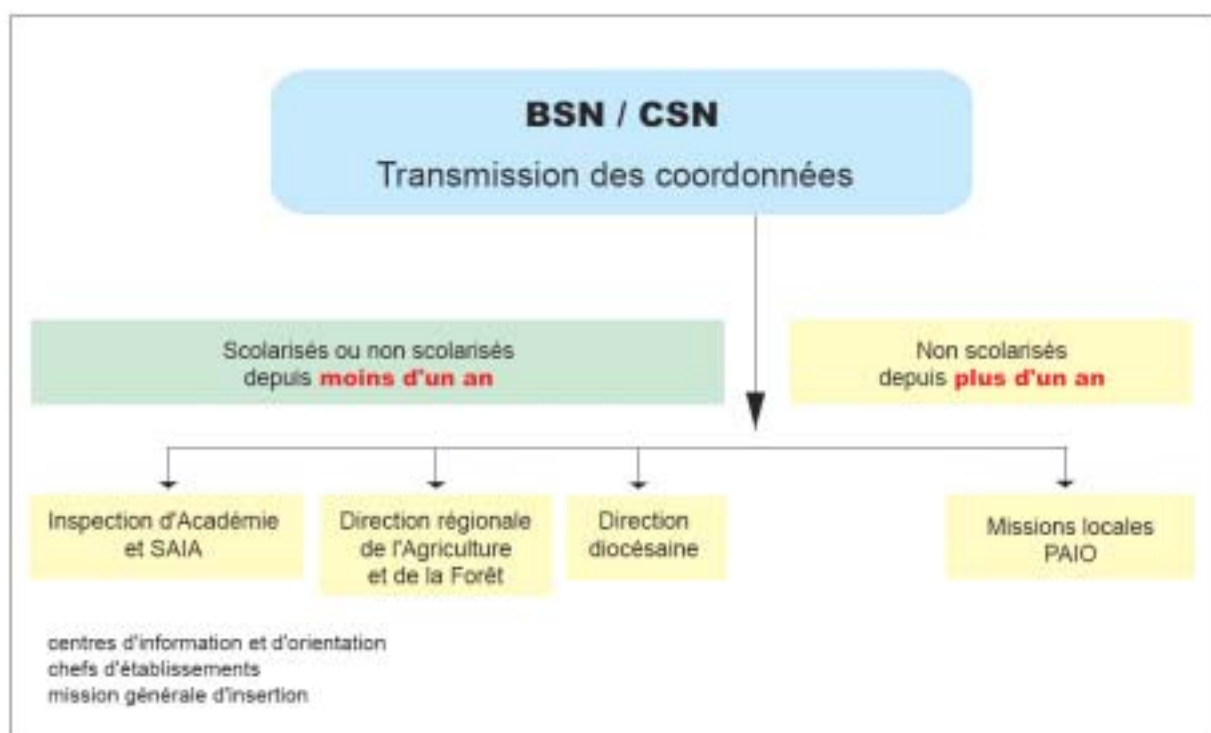 BSN / CSN
Transmission des coordonnées
Scolarisés ou non scolarisés
depuis moins d'un an
Non scolarisés
depuis plus d'un an
Inspection d'Académie
et SAIA
Direction régionale
de l'Agriculture
et de la Forêt
Direction
diocésaine
Missions locales
PAIO
centres d'information et d'orientation
chefs d'établissements
mission générale d'insertion